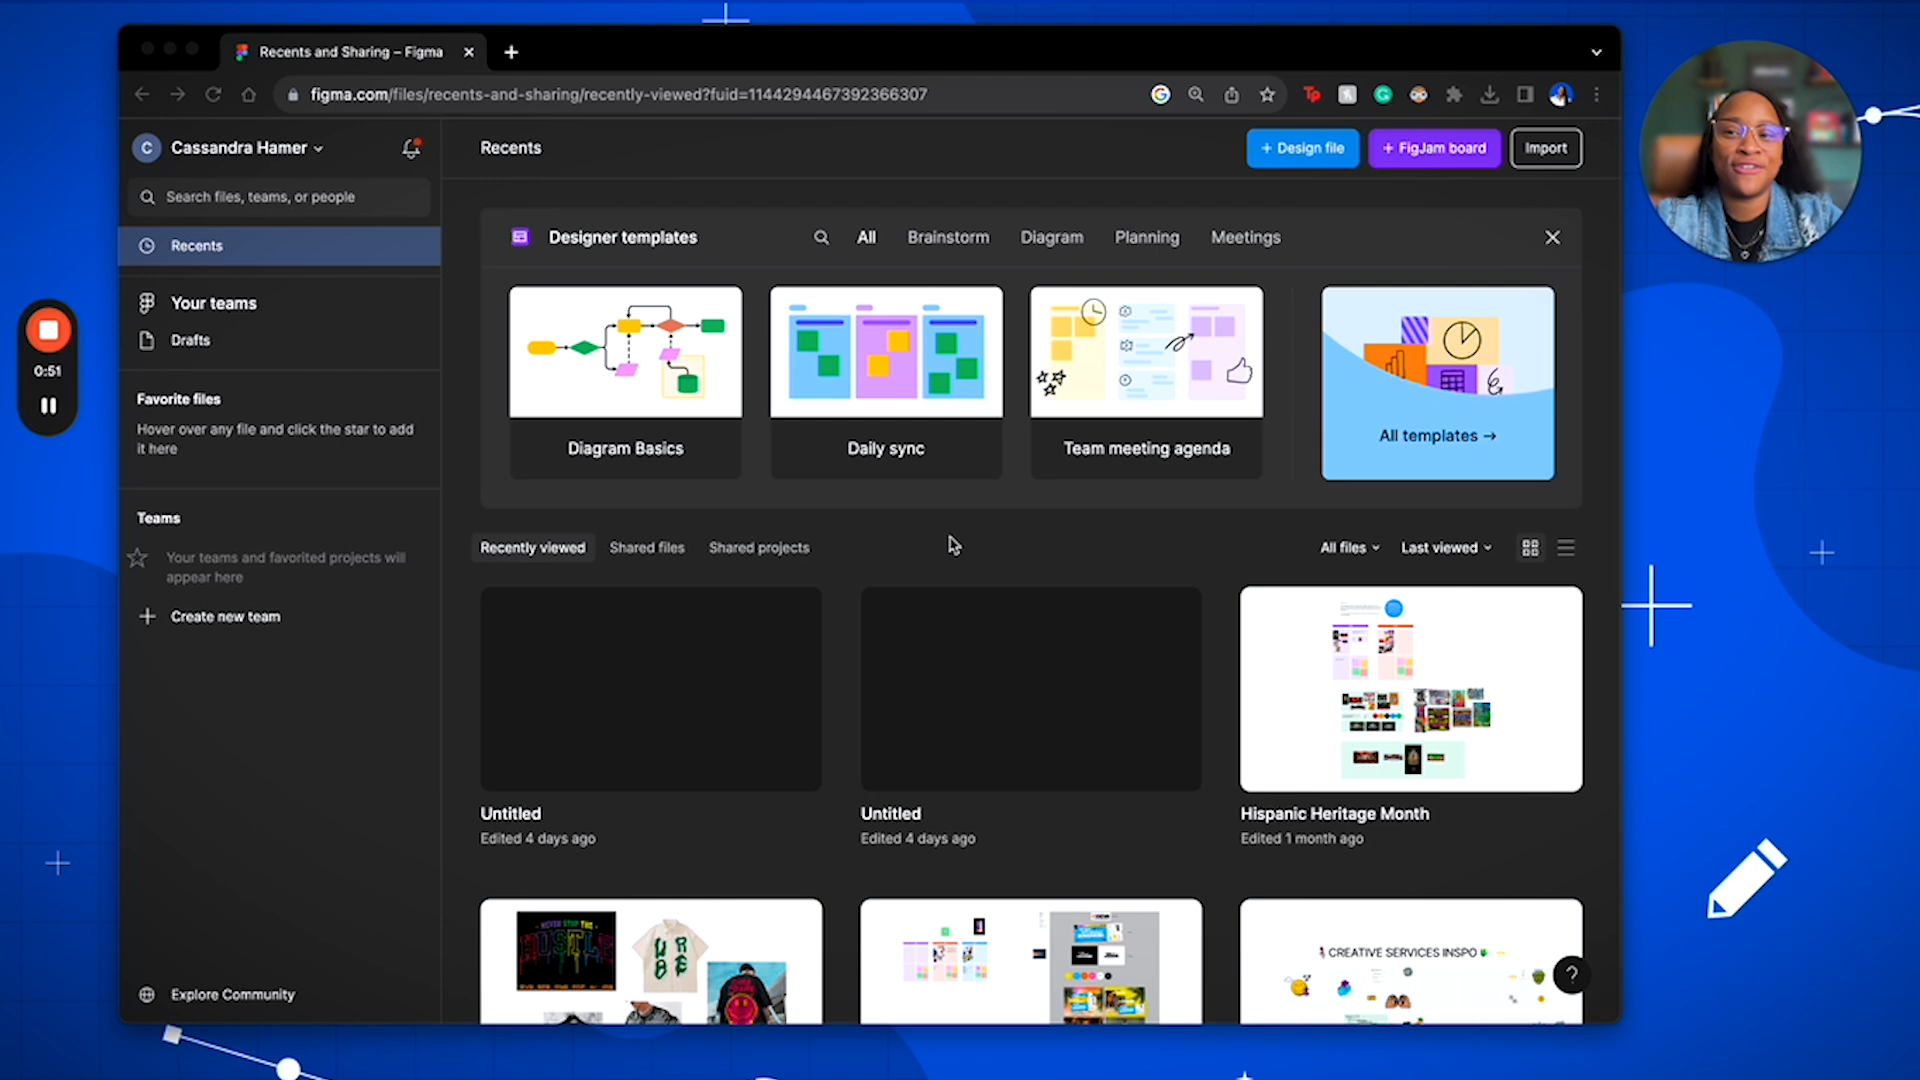 Recents and Sharing – Figma
figma.com/files/recents-and-sharing/recently-viewed?fuid=1144294467392366307
C
Cassandra Hamer
Search files, teams, or people
Recents
Your teams
Drafts
Favorite files
Hover over any file and click the star to add
it here
Teams
Your teams and favorited projects will
appear here
Create new team
Explore Community
0:51
Recents
+ Design file
+ FigJam board
Import
Designer templates
All
Brainstorm
Diagram
Planning
Meetings
Diagram Basics
Daily sync
Team meeting agenda
All templates →
Recently viewed
Shared files
Shared projects
All files
Last viewed
Untitled
Edited 4 days ago
Untitled
Edited 4 days ago
Hispanic Heritage Month
Edited 1 month ago
NEVER STOP THE
HUSTLE
CREATIVE SERVICES INSPO
?